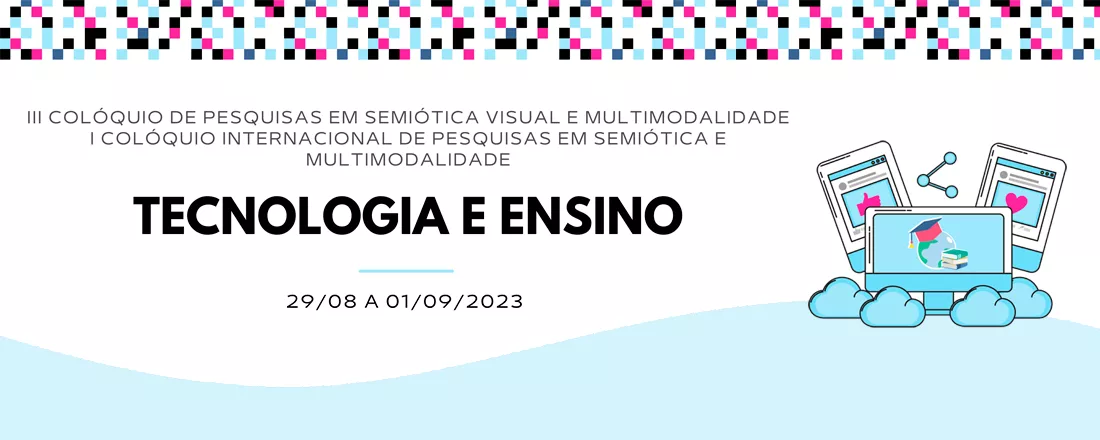 III COLÓQUIO DE PESQUISAS EM SEMIÓTICA VISUAL E MULTIMODALIDADE
I COLÓQUIO INTERNACIONAL DE PESQUISAS EM SEMIÓTICA E
MULTIMODALIDADE
TECNOLOGIA E ENSINO
29/08 A 01/09/2023